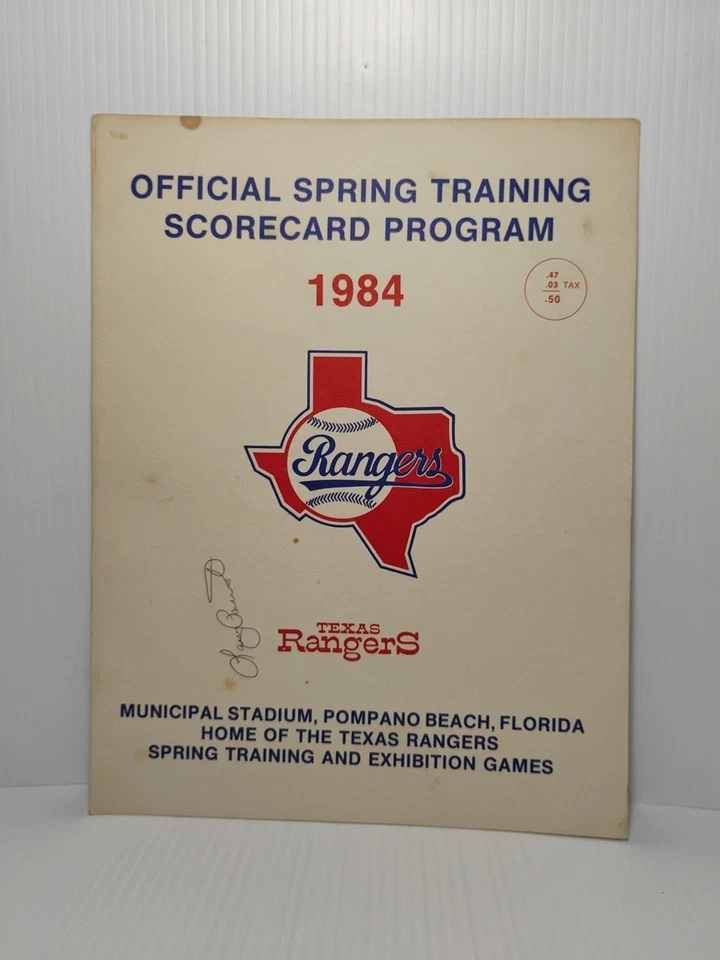 OFFICIAL SPRING TRAINING
SCORECARD PROGRAM
1984
.47
.03 TAX
.50
Rangers
TEXAS
RangerS
MUNICIPAL STADIUM, POMPANO BEACH, FLORIDA
HOME OF THE TEXAS RANGERS
SPRING TRAINING AND EXHIBITION GAMES